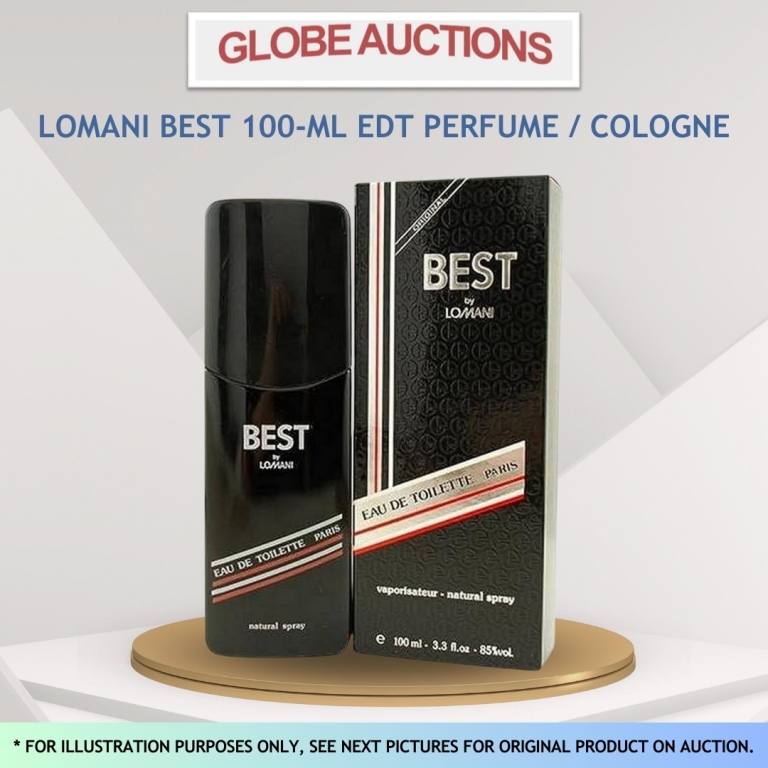 GLOBE AUCTIONS
LOMANI BEST 100-ML EDT PERFUME / COLOGNE
BEST
by
LOMANI
EAU DE TOILETTE PARIS
natural spray
ORIGINAL
BEST
by
LOMANI
EAU DE TOILETTE PARIS
vaporisateur - natural spray
e 100 ml - 3.3 fl.oz - 85%vol.
* FOR ILLUSTRATION PURPOSES ONLY, SEE NEXT PICTURES FOR ORIGINAL PRODUCT ON AUCTION.